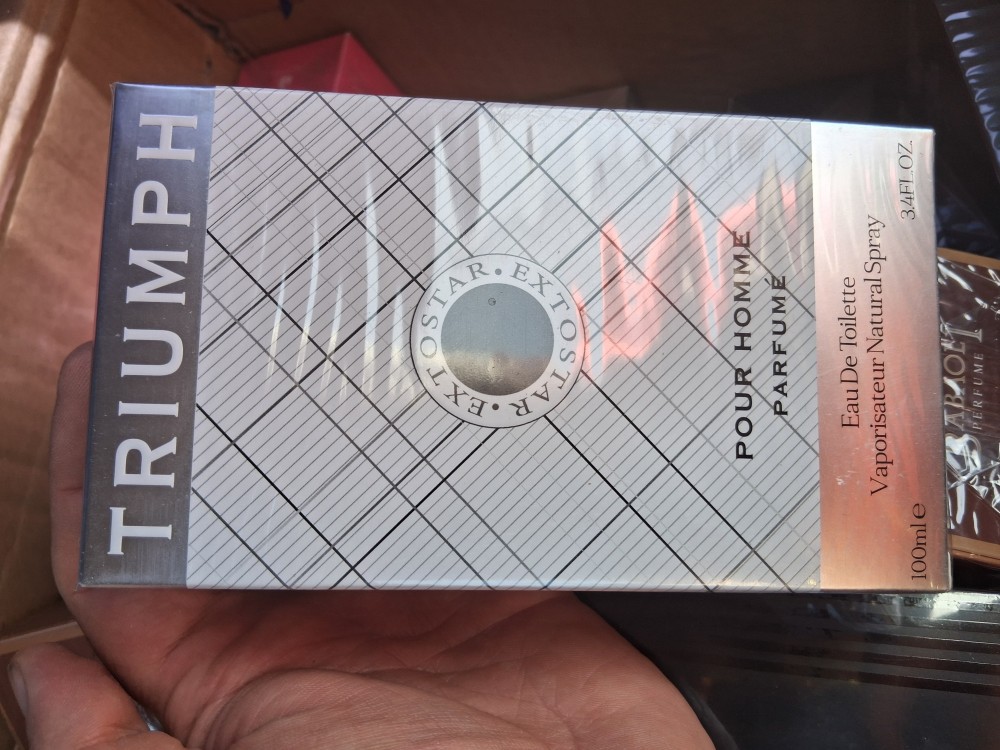 TRIUMPH
EXTOSTAR • EXTOSTAR •
POUR HOMME
PARFUMÉ
Eau De Toilette
Vaporisateur Natural Spray
100ml e 3.4FL.OZ.
PERFUME